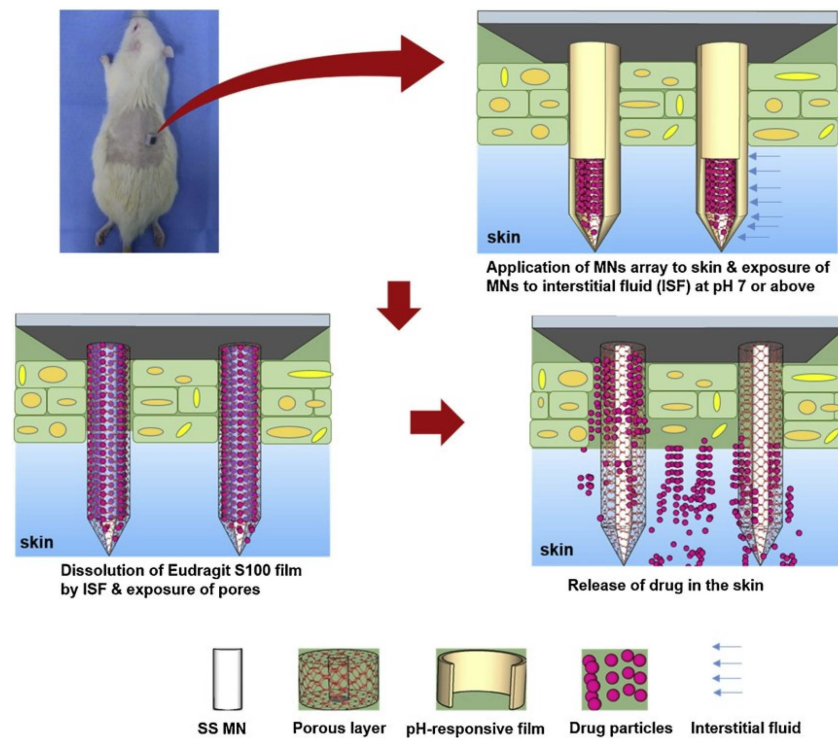 skin
Application of MNs array to skin & exposure of
MNs to interstitial fluid (ISF) at pH 7 or above
skin
Dissolution of Eudragit S100 film
by ISF & exposure of pores
skin
Release of drug in the skin
SS MN
Porous layer
pH-responsive film
Drug particles
Interstitial fluid